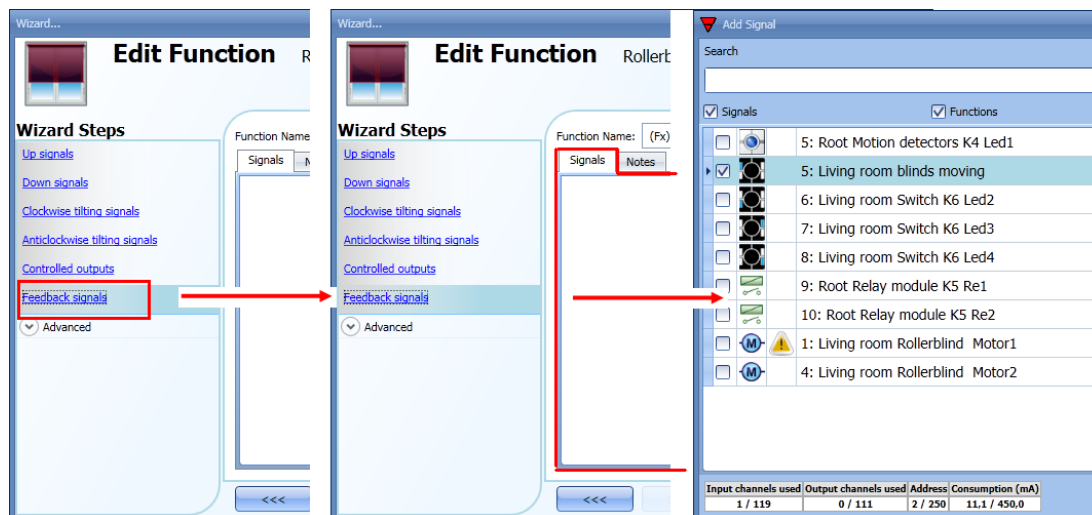 Wizard...
Edit Function R
Wizard Steps
Up signals
Down signals
Clockwise tilting signals
Anticlockwise tilting signals
Controlled outputs
Feedback signals
Advanced
Function Name
Signals N
<<<
Wizard...
Edit Function Rollerb
Wizard Steps
Up signals
Down signals
Clockwise tilting signals
Anticlockwise tilting signals
Controlled outputs
Feedback signals
Advanced
Function Name: (Fx)
Signals Notes
<<<
Add Signal
Search
Signals Functions
5: Root Motion detectors K4 Led1
5: Living room blinds moving
6: Living room Switch K6 Led2
7: Living room Switch K6 Led3
8: Living room Switch K6 Led4
9: Root Relay module K5 Re1
10: Root Relay module K5 Re2
M 1: Living room Rollerblind Motor1
M 4: Living room Rollerblind Motor2
Input channels used Output channels used Address Consumption (mA)
1 / 119 0 / 111 2 / 250 11,1 / 450,0